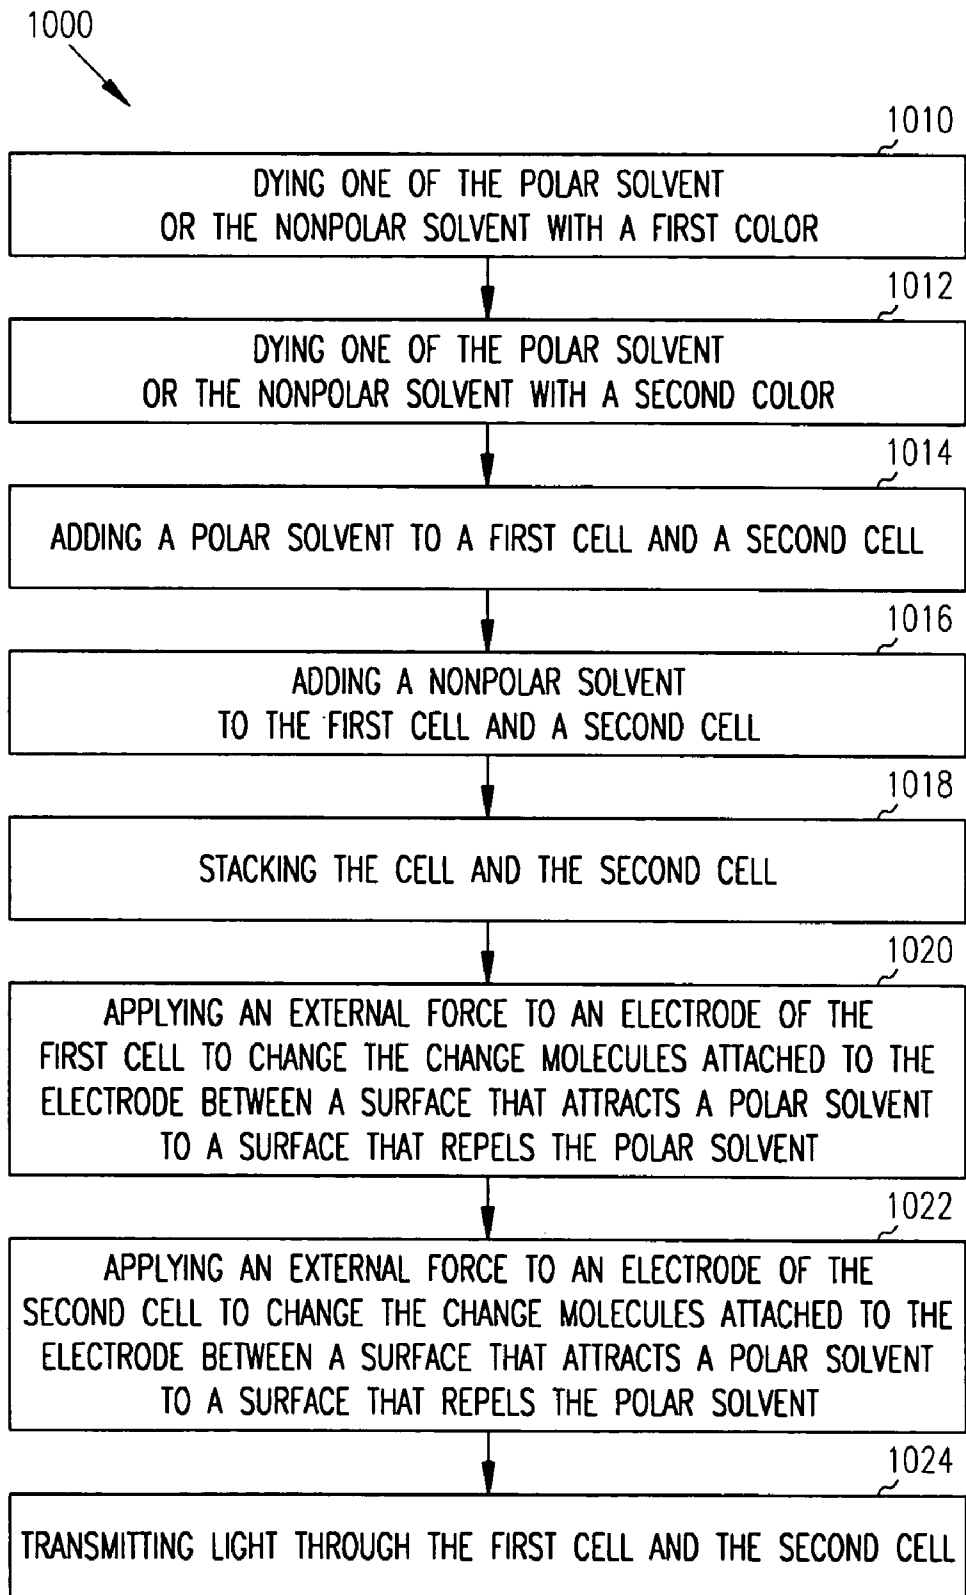 1000
1010
DYING ONE OF THE POLAR SOLVENT
OR THE NONPOLAR SOLVENT WITH A FIRST COLOR
1012
DYING ONE OF THE POLAR SOLVENT
OR THE NONPOLAR SOLVENT WITH A SECOND COLOR
1014
ADDING A POLAR SOLVENT TO A FIRST CELL AND A SECOND CELL
1016
ADDING A NONPOLAR SOLVENT
TO THE FIRST CELL AND A SECOND CELL
1018
STACKING THE CELL AND THE SECOND CELL
1020
APPLYING AN EXTERNAL FORCE TO AN ELECTRODE OF THE
FIRST CELL TO CHANGE THE CHANGE MOLECULES ATTACHED TO THE
ELECTRODE BETWEEN A SURFACE THAT ATTRACTS A POLAR SOLVENT
TO A SURFACE THAT REPELS THE POLAR SOLVENT
1022
APPLYING AN EXTERNAL FORCE TO AN ELECTRODE OF THE
SECOND CELL TO CHANGE THE CHANGE MOLECULES ATTACHED TO THE
ELECTRODE BETWEEN A SURFACE THAT ATTRACTS A POLAR SOLVENT
TO A SURFACE THAT REPELS THE POLAR SOLVENT
1024
TRANSMITTING LIGHT THROUGH THE FIRST CELL AND THE SECOND CELL